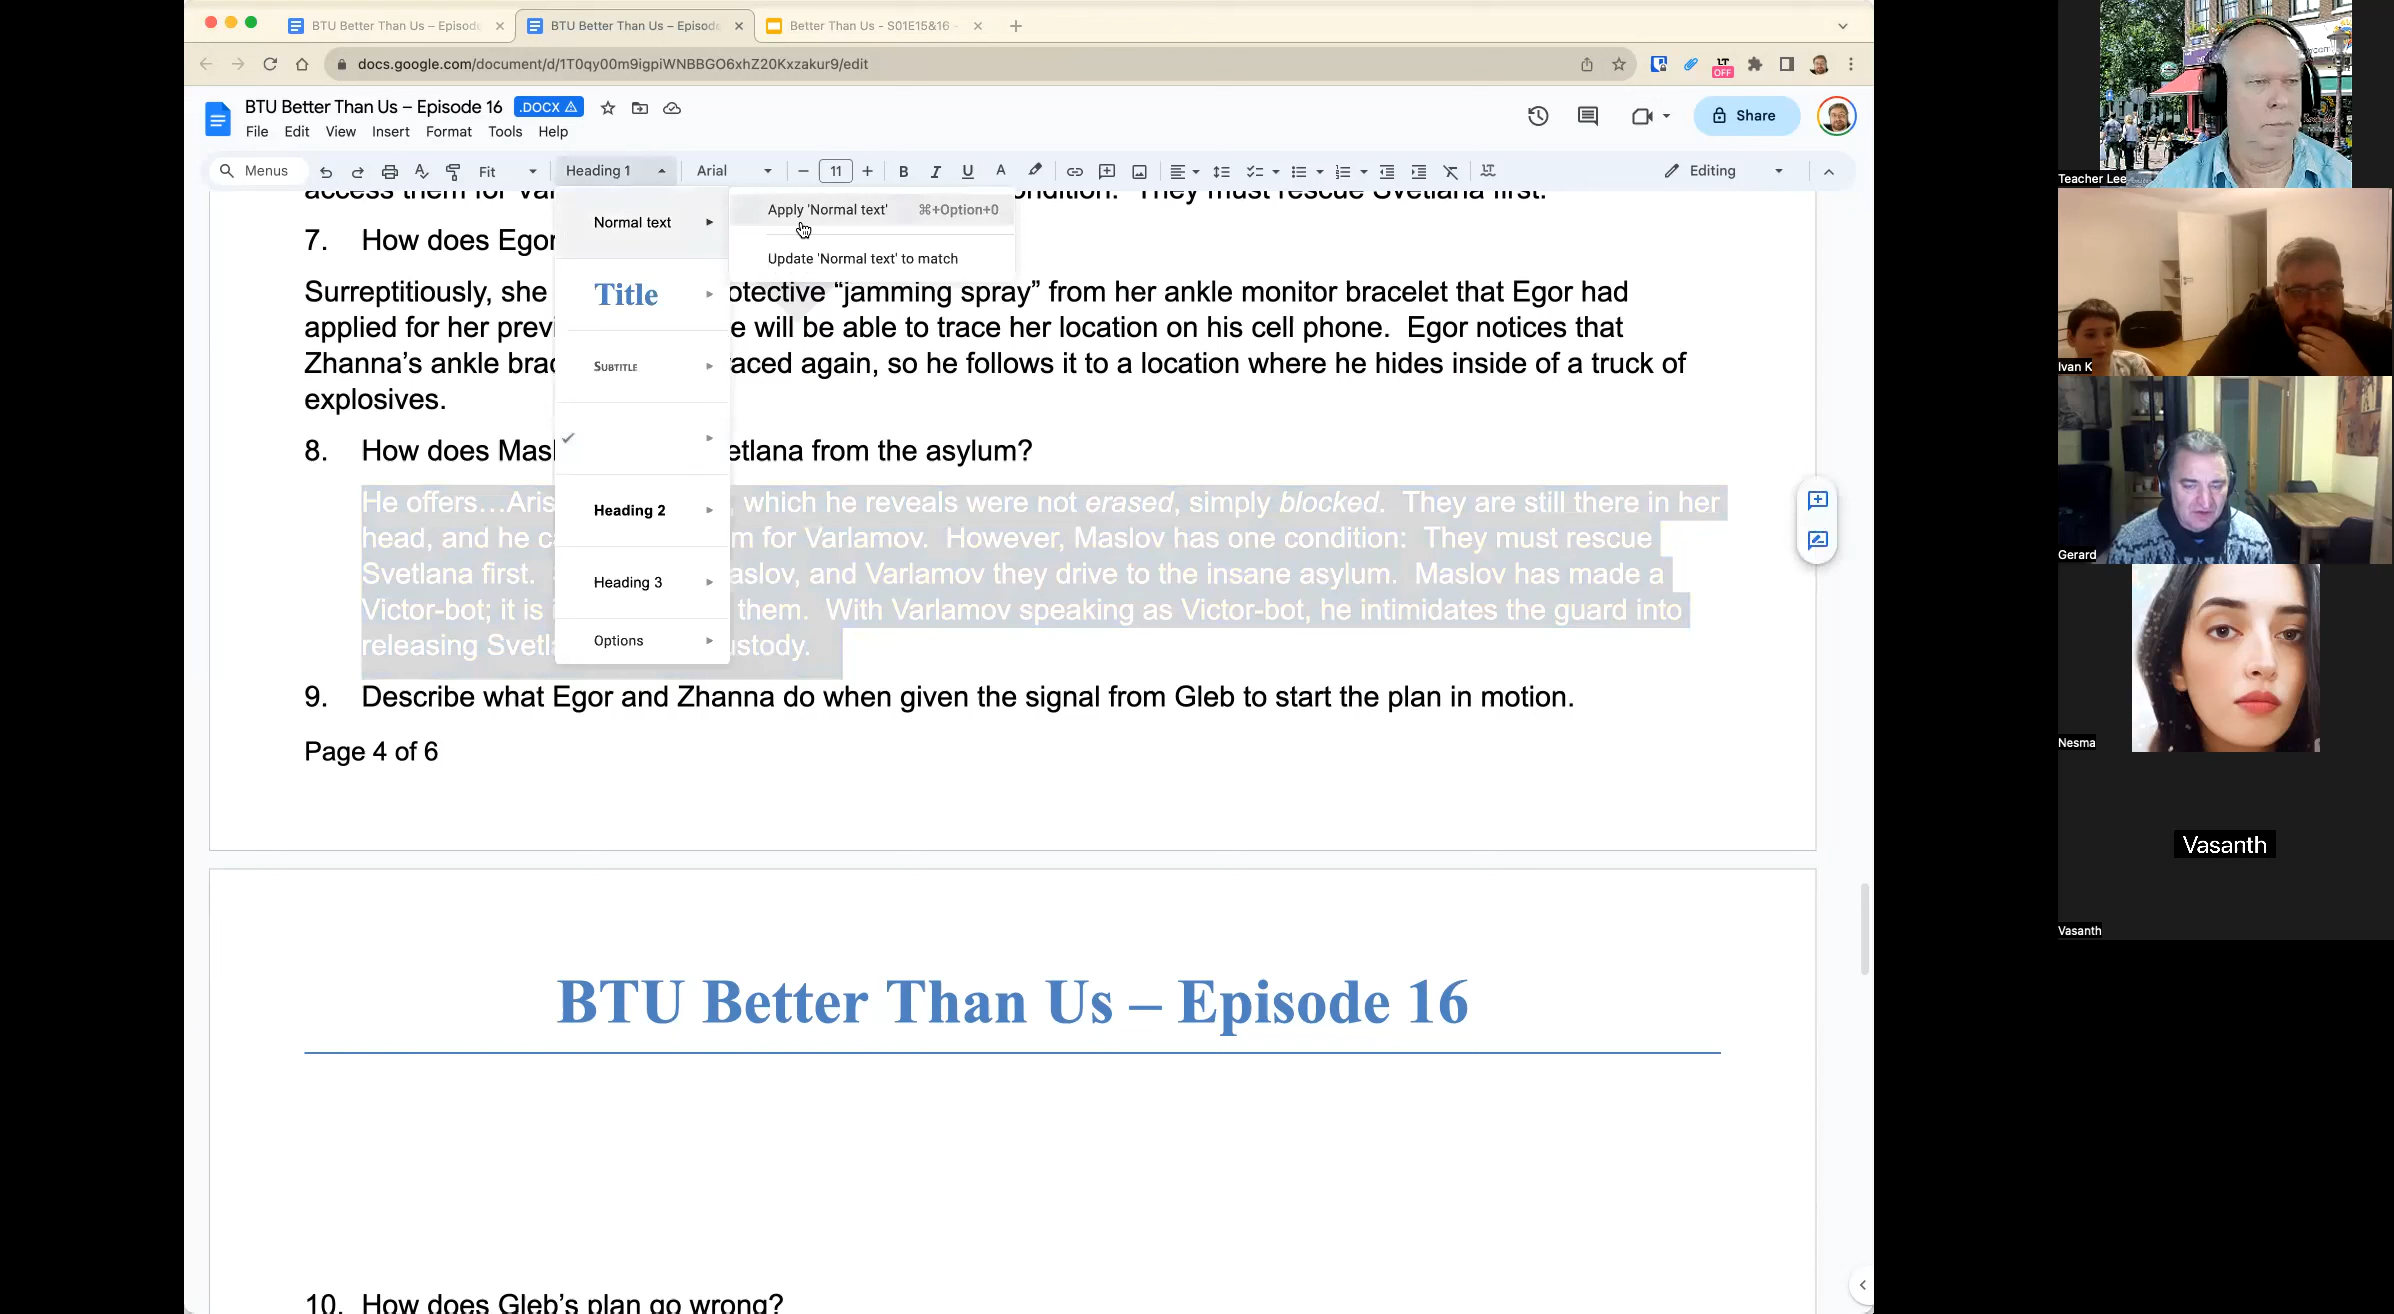 BTU Better Than Us – Episode
BTU Better Than Us – Episode
Better Than Us - S01E15&16 -
docs.google.com/document/d/1T0qy00m9igpiWNBBGO6xhZ20Kxzakur9/edit
LT OFF
BTU Better Than Us – Episode 16 .DOCX
File Edit View Insert Format Tools Help
Share
Menus Fit Heading 1 Arial 11 B I U A Editing
Normal text
Apply 'Normal text' ⌘+Option+0
Update 'Normal text' to match
Title
SUBTITLE
Heading 2
Heading 3
Options
access them for ondition. They must rescue Svetlana first.
7. How does Egor
Surreptitiously, she otective “jamming spray” from her ankle monitor bracelet that Egor had
applied for her previ e will be able to trace her location on his cell phone. Egor notices that
Zhanna’s ankle brac aced again, so he follows it to a location where he hides inside of a truck of
explosives.
8. How does Masl etlana from the asylum?
He offers…Aris , which he reveals were not erased, simply blocked. They are still there in her
head, and he ca m for Varlamov. However, Maslov has one condition: They must rescue
Svetlana first. aslov, and Varlamov they drive to the insane asylum. Maslov has made a
Victor-bot; it is them. With Varlamov speaking as Victor-bot, he intimidates the guard into
releasing Svetl ustody.
9. Describe what Egor and Zhanna do when given the signal from Gleb to start the plan in motion.
Page 4 of 6
BTU Better Than Us – Episode 16
10. How does Gleb’s plan go wrong?
Teacher Lee
Ivan K
Gerard
Nesma
Vasanth
Vasanth